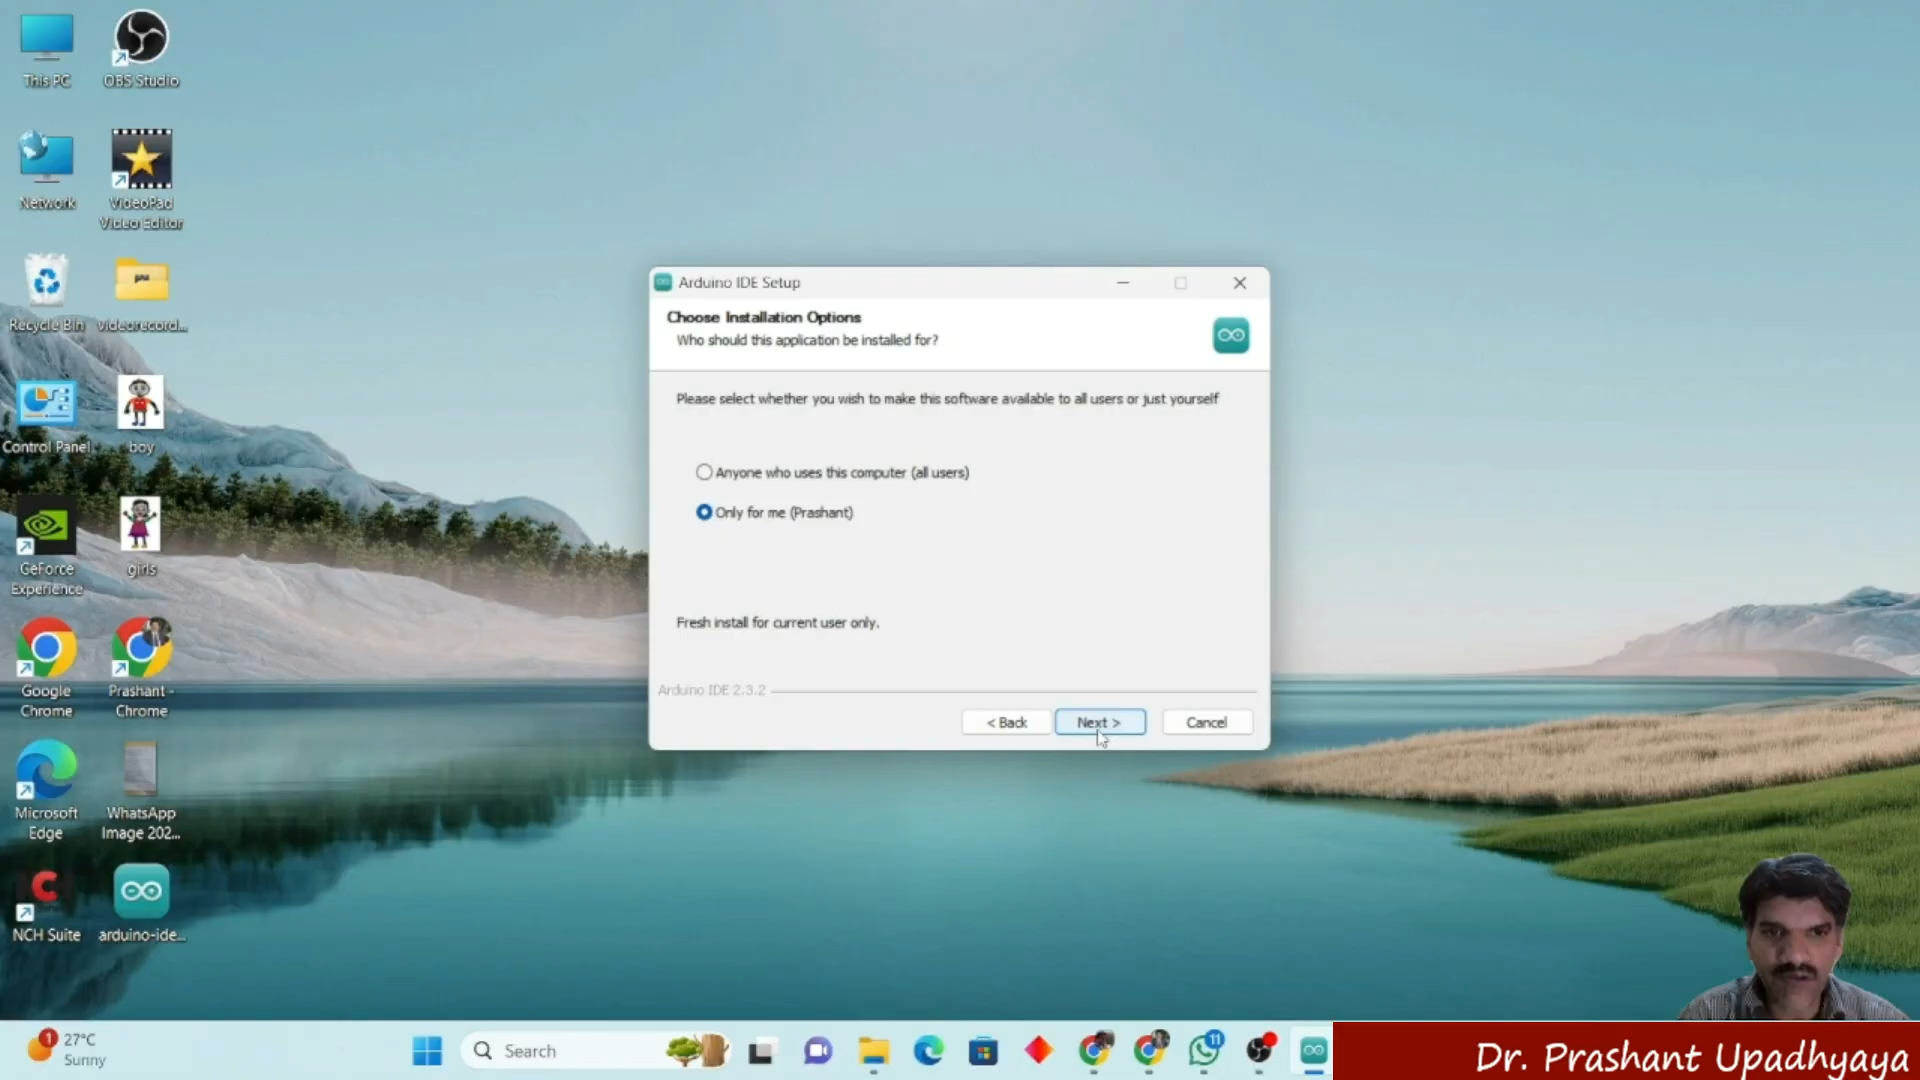 This PC
OBS Studio
Network
VideoPad
Video Editor
Recycle Bin
videorecord...
Control Panel
boy
GeForce
Experience
girls
Google
Chrome
Prashant -
Chrome
Microsoft
Edge
WhatsApp
Image 202...
NCH Suite
arduino-ide...
Arduino IDE Setup
Choose Installation Options
Who should this application be installed for?
Please select whether you wish to make this software available to all users or just yourself
Anyone who uses this computer (all users)
Only for me (Prashant)
Fresh install for current user only.
Arduino IDE 2.3.2
< Back
Next >
Cancel
1
27°C
Sunny
Search
11
Dr. Prashant Upadhyaya